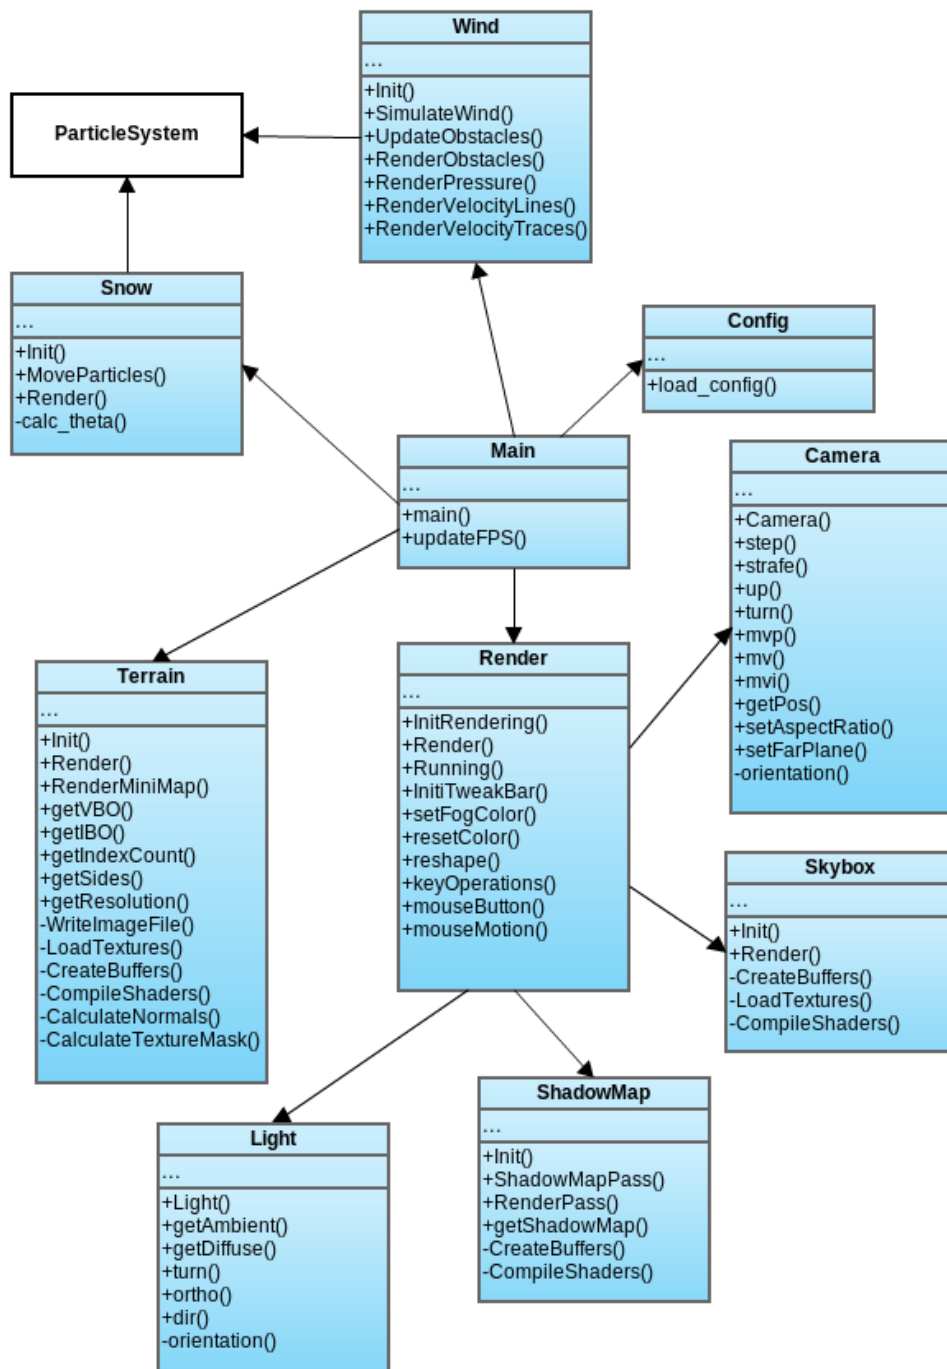 Wind
...
+Init()
+SimulateWind()
+UpdateObstacles()
+RenderObstacles()
+RenderPressure()
+RenderVelocityLines()
+RenderVelocityTraces()
ParticleSystem
Snow
...
+Init()
+MoveParticles()
+Render()
-calc_theta()
Config
...
+load_config()
Main
...
+main()
+updateFPS()
Camera
...
+Camera()
+step()
+strafe()
+up()
+turn()
+mvp()
+mv()
+mvi()
+getPos()
+setAspectRatio()
+setFarPlane()
-orientation()
Terrain
...
+Init()
+Render()
+RenderMiniMap()
+getVBO()
+getIBO()
+getIndexCount()
+getSides()
+getResolution()
-WriteImageFile()
-LoadTextures()
-CreateBuffers()
-CompileShaders()
-CalculateNormals()
-CalculateTextureMask()
Render
...
+InitRendering()
+Render()
+Running()
+InitiTweakBar()
+setFogColor()
+resetColor()
+reshape()
+keyOperations()
+mouseButton()
+mouseMotion()
Skybox
...
+Init()
+Render()
-CreateBuffers()
-LoadTextures()
-CompileShaders()
Light
...
+Light()
+getAmbient()
+getDiffuse()
+turn()
+ortho()
+dir()
-orientation()
ShadowMap
...
+Init()
+ShadowMapPass()
+RenderPass()
+getShadowMap()
-CreateBuffers()
-CompileShaders()